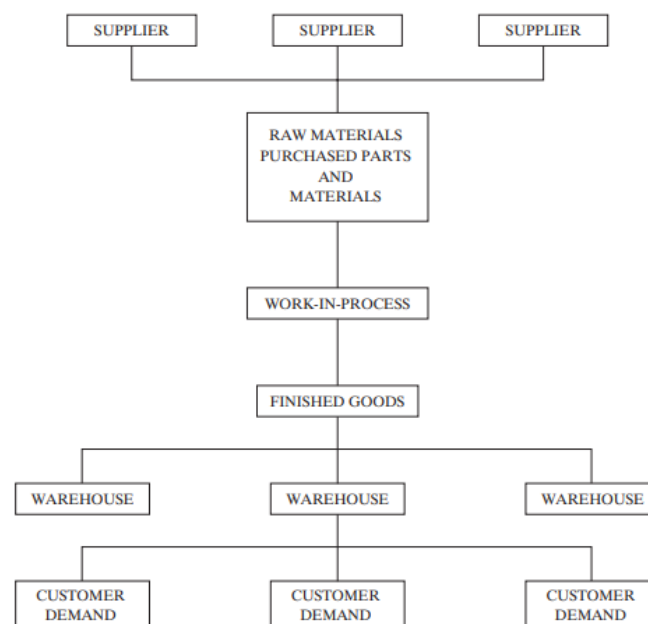 SUPPLIER
SUPPLIER
SUPPLIER
RAW MATERIALS
PURCHASED PARTS
AND
MATERIALS
WORK-IN-PROCESS
FINISHED GOODS
WAREHOUSE
WAREHOUSE
WAREHOUSE
CUSTOMER
DEMAND
CUSTOMER
DEMAND
CUSTOMER
DEMAND